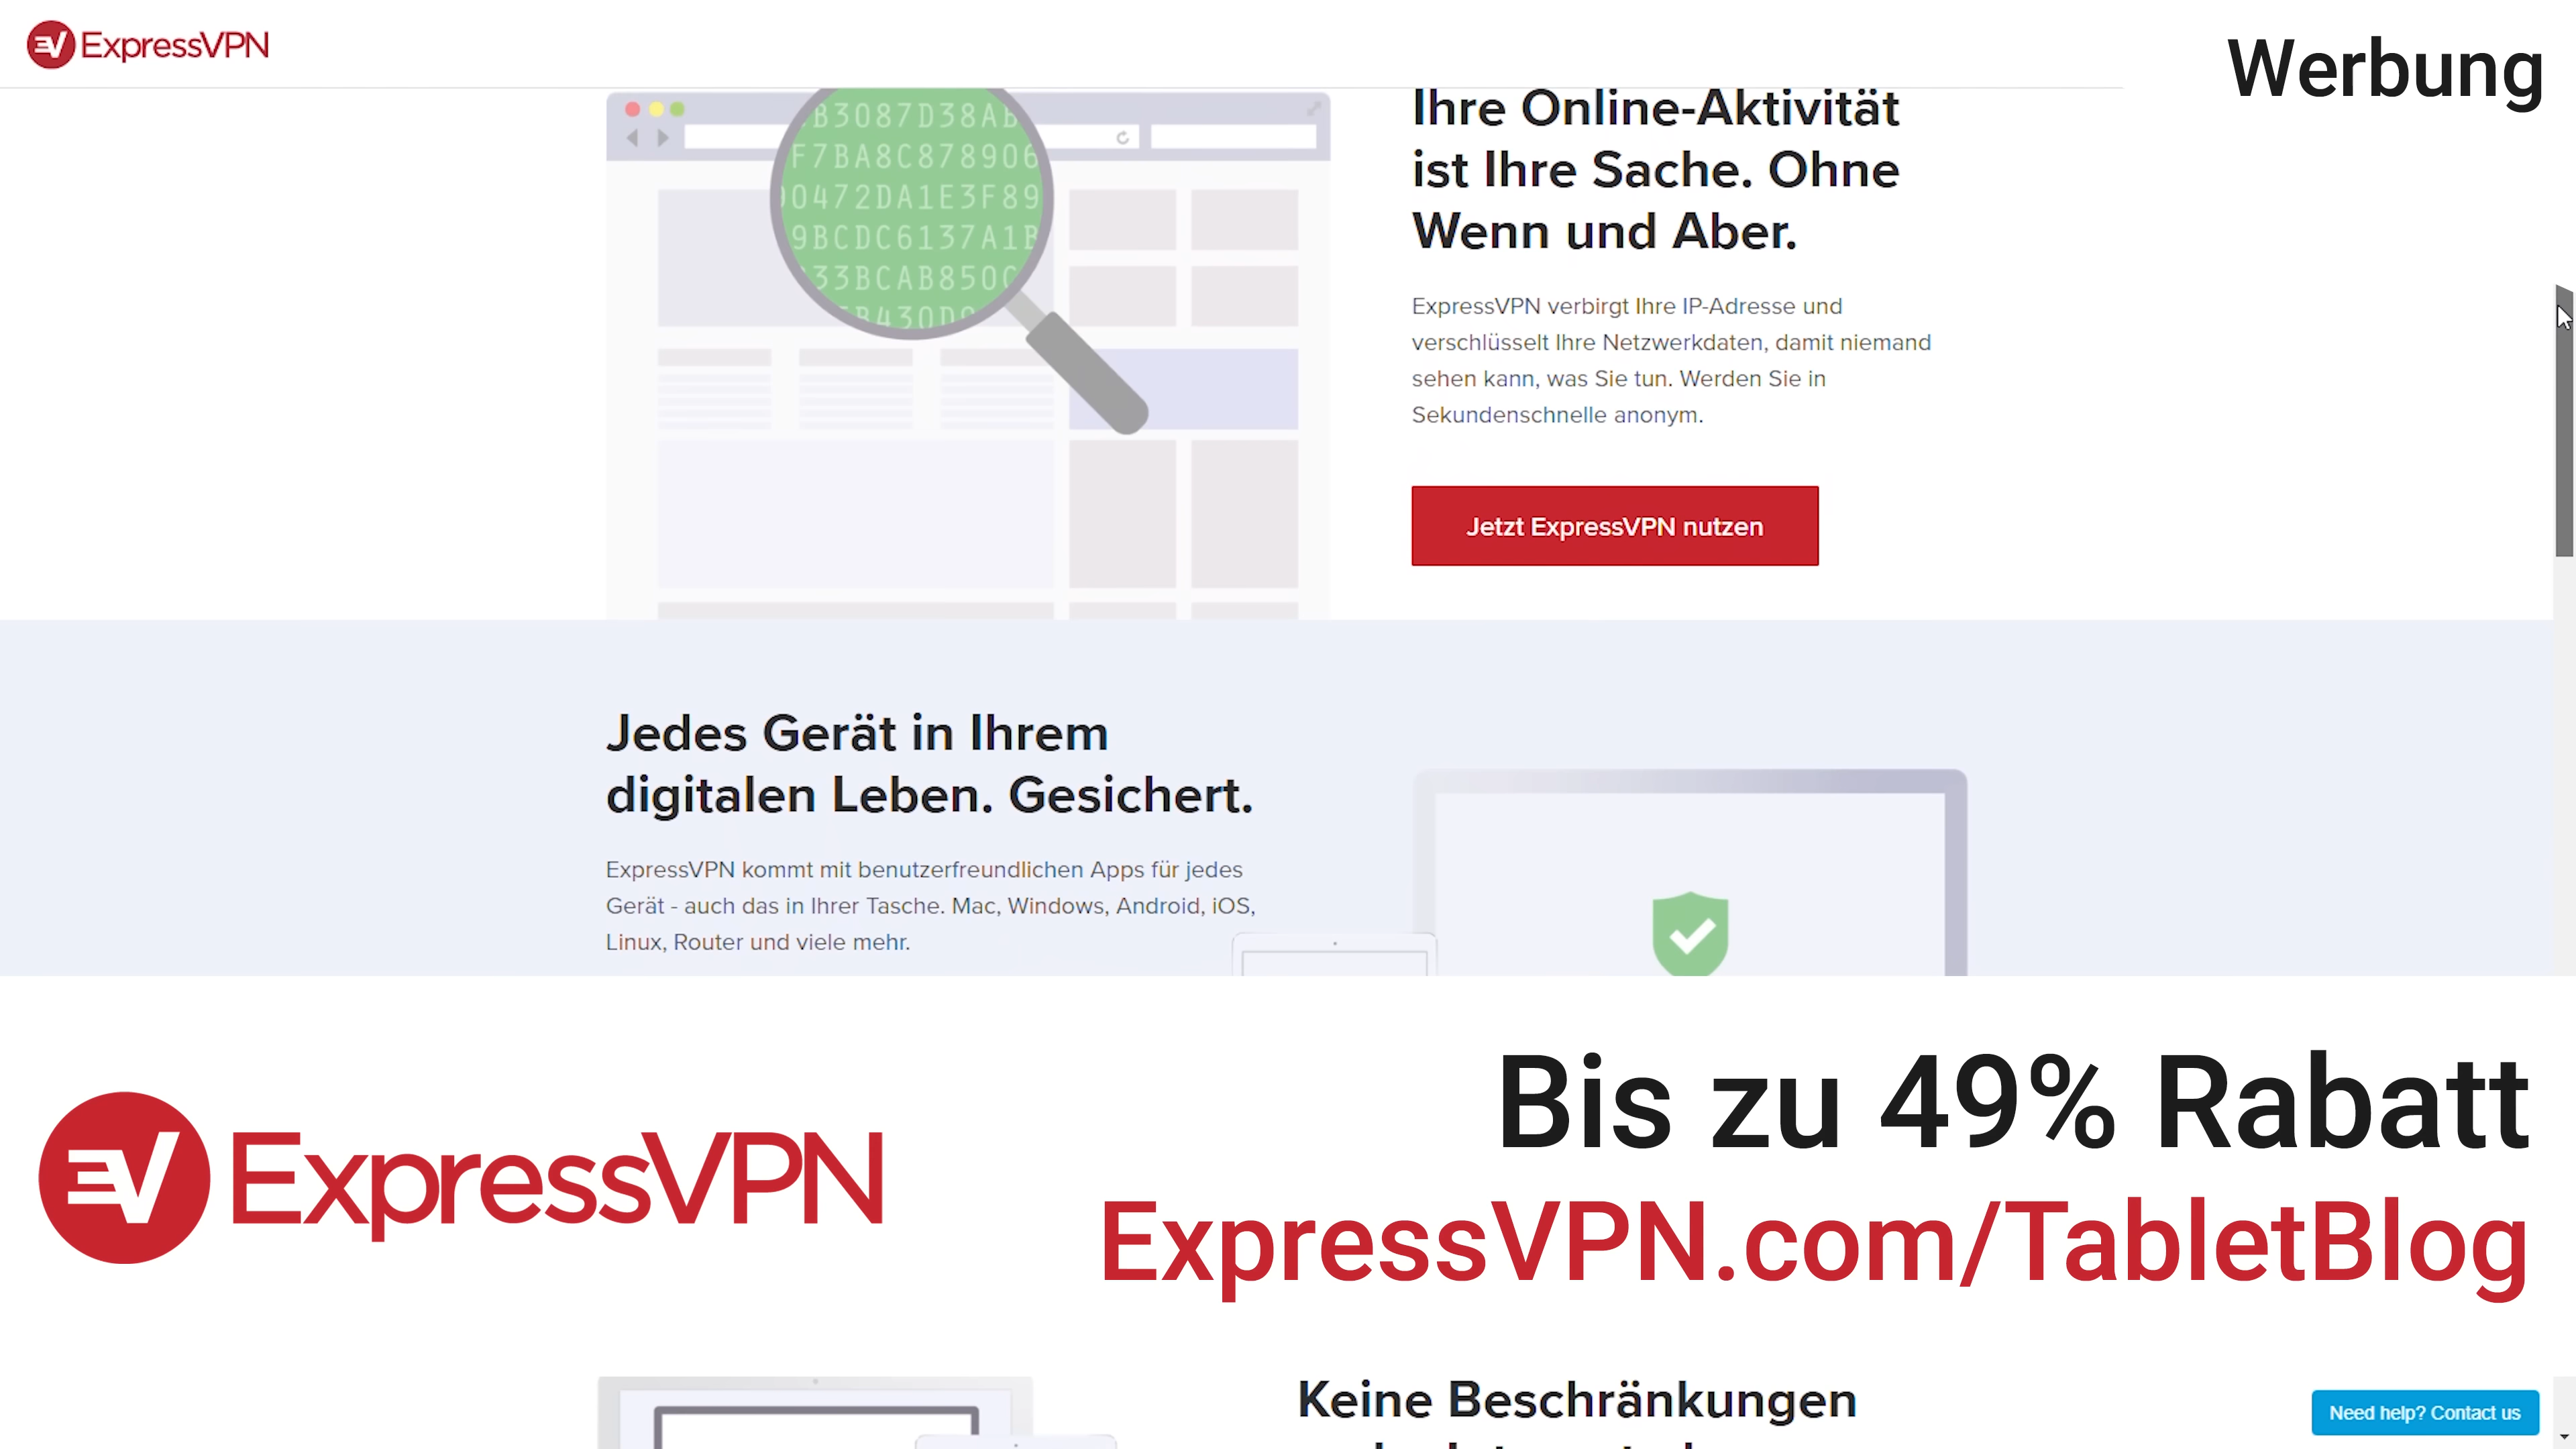 ExpressVPN
Werbung
B3087D38AB
F7BA8C878906
0472DA1E3F89
9BCDC6137A1B
33BCAB850C
B430D
Ihre Online-Aktivität
ist Ihre Sache. Ohne
Wenn und Aber.
ExpressVPN verbirgt Ihre IP-Adresse und
verschlüsselt Ihre Netzwerkdaten, damit niemand
sehen kann, was Sie tun. Werden Sie in
Sekundenschnelle anonym.
Jetzt ExpressVPN nutzen
Jedes Gerät in Ihrem
digitalen Leben. Gesichert.
ExpressVPN kommt mit benutzerfreundlichen Apps für jedes
Gerät - auch das in Ihrer Tasche. Mac, Windows, Android, iOS,
Linux, Router und viele mehr.
ExpressVPN
Bis zu 49% Rabatt
ExpressVPN.com/TabletBlog
Keine Beschränkungen
Need help? Contact us